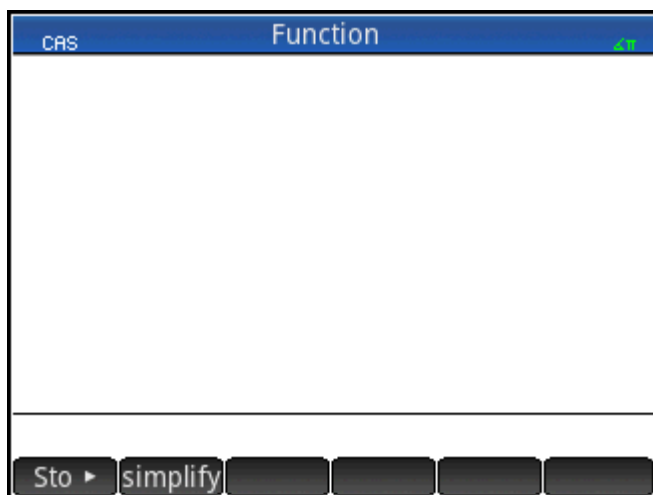 Function
CAS ∡π
Sto ▸ simplify